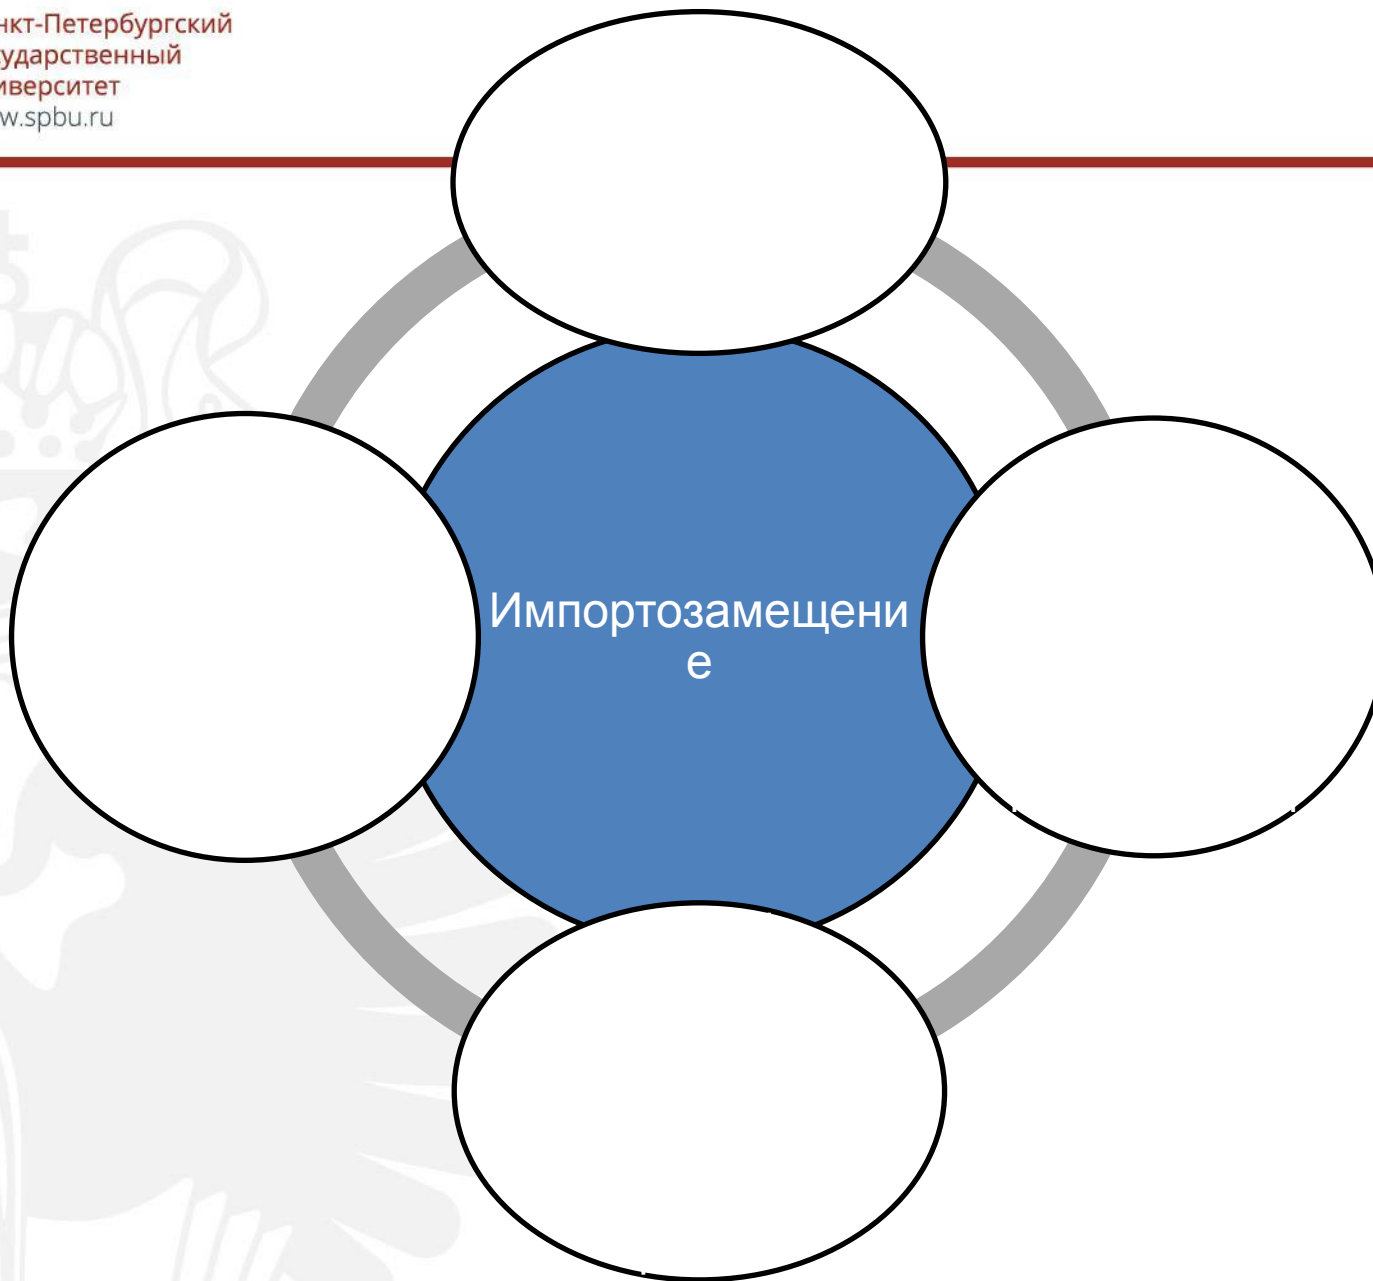 нкт-Петербургский
ударственный
иверситет
w.spbu.ru
Импортозамещени
е